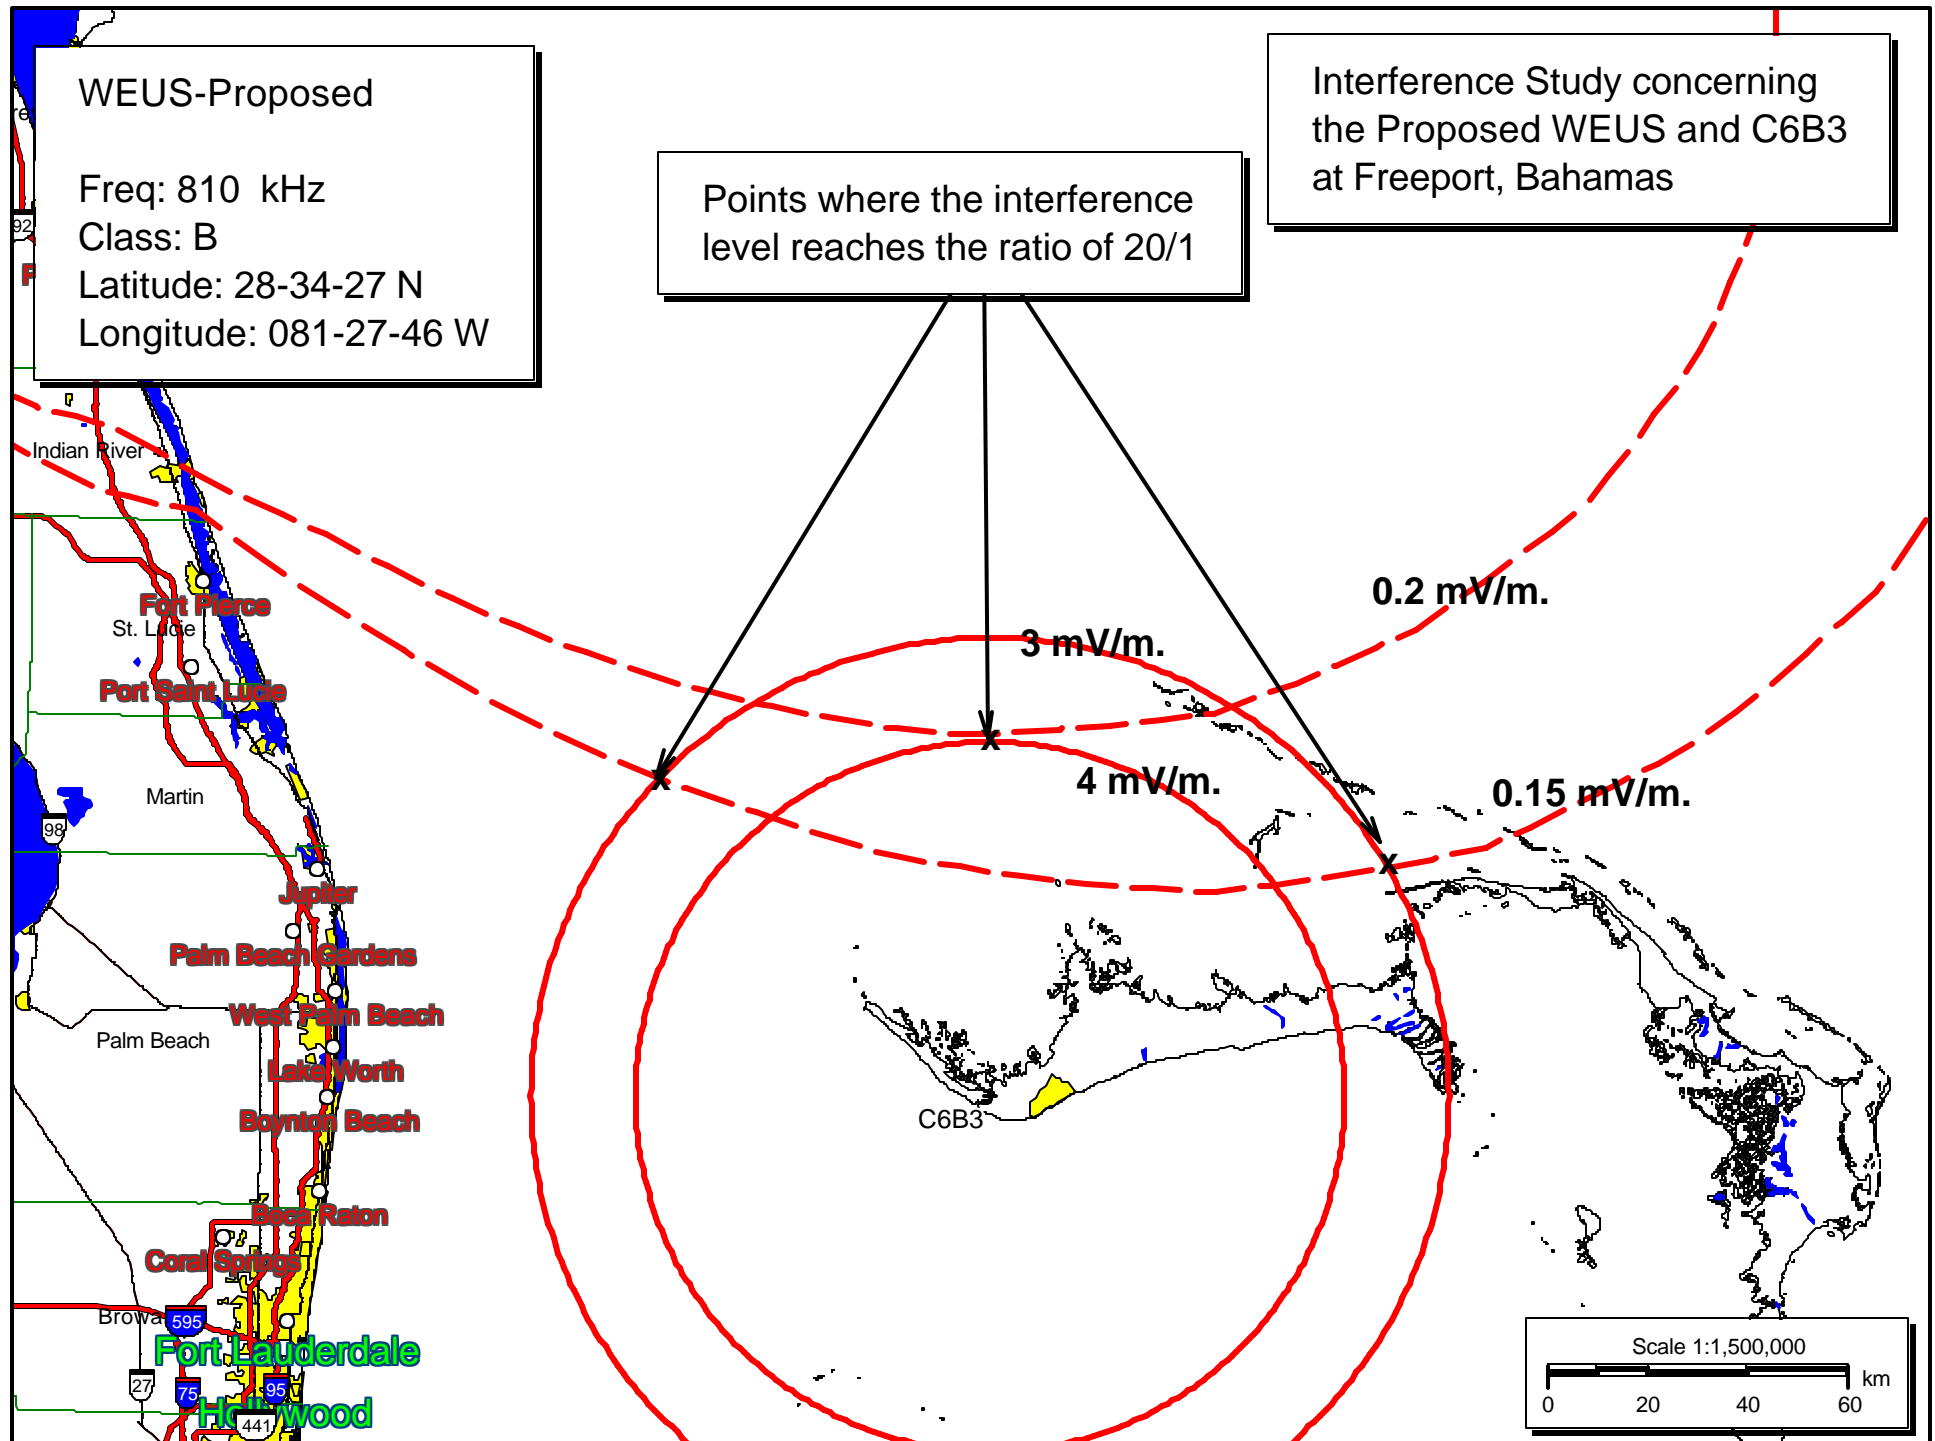 WEUS-Proposed
Freq: 810 kHz
Class: B
Latitude: 28-34-27 N
Longitude: 081-27-46 W
Points where the interference
level reaches the ratio of 20/1
Interference Study concerning
the Proposed WEUS and C6B3
at Freeport, Bahamas
92
Indian River
Fort Pierce
St. Lucie
Port Saint Lucie
Martin
98
Jupiter
Palm Beach Gardens
West Palm Beach
Palm Beach
Lake Worth
Boynton Beach
Boca Raton
Coral Springs
Browa
595
Fort Lauderdale
27
75
95
Hollywood
441
0.2 mV/m.
3 mV/m.
x
x
4 mV/m.
0.15 mV/m.
x
C6B3
Scale 1:1,500,000
km
0 20 40 60